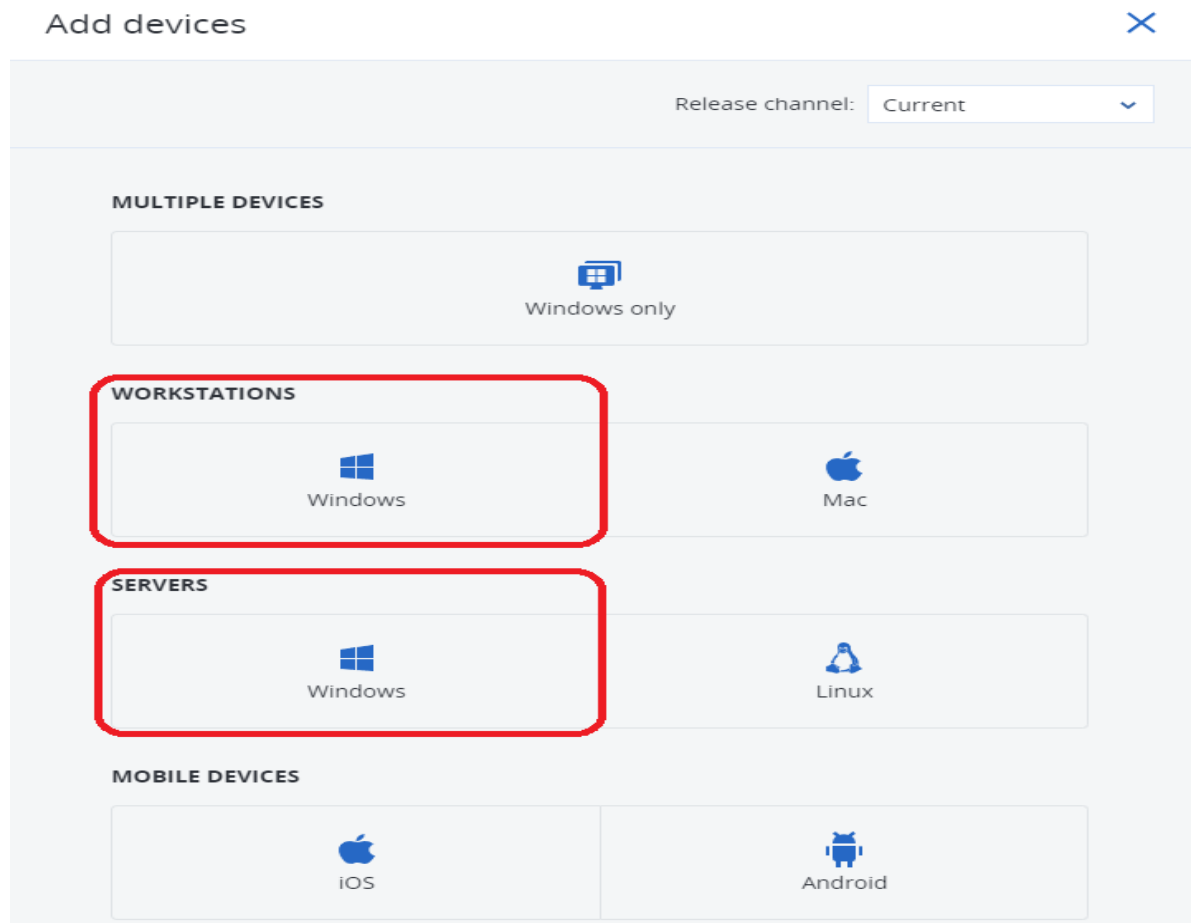 Add devices
Release channel: Current
MULTIPLE DEVICES
Windows only
WORKSTATIONS
Windows Mac
SERVERS
Windows Linux
MOBILE DEVICES
iOS Android